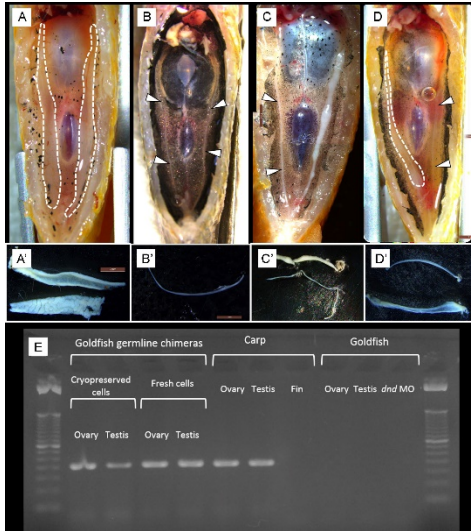 A
B
C
D
A'
B'
C'
D'
E
Goldfish germline chimeras
Carp
Goldfish
Cryopreserved cells
Fresh cells
Ovary Testis Fin
Ovary Testis dnd MO
Ovary Testis
Ovary Testis